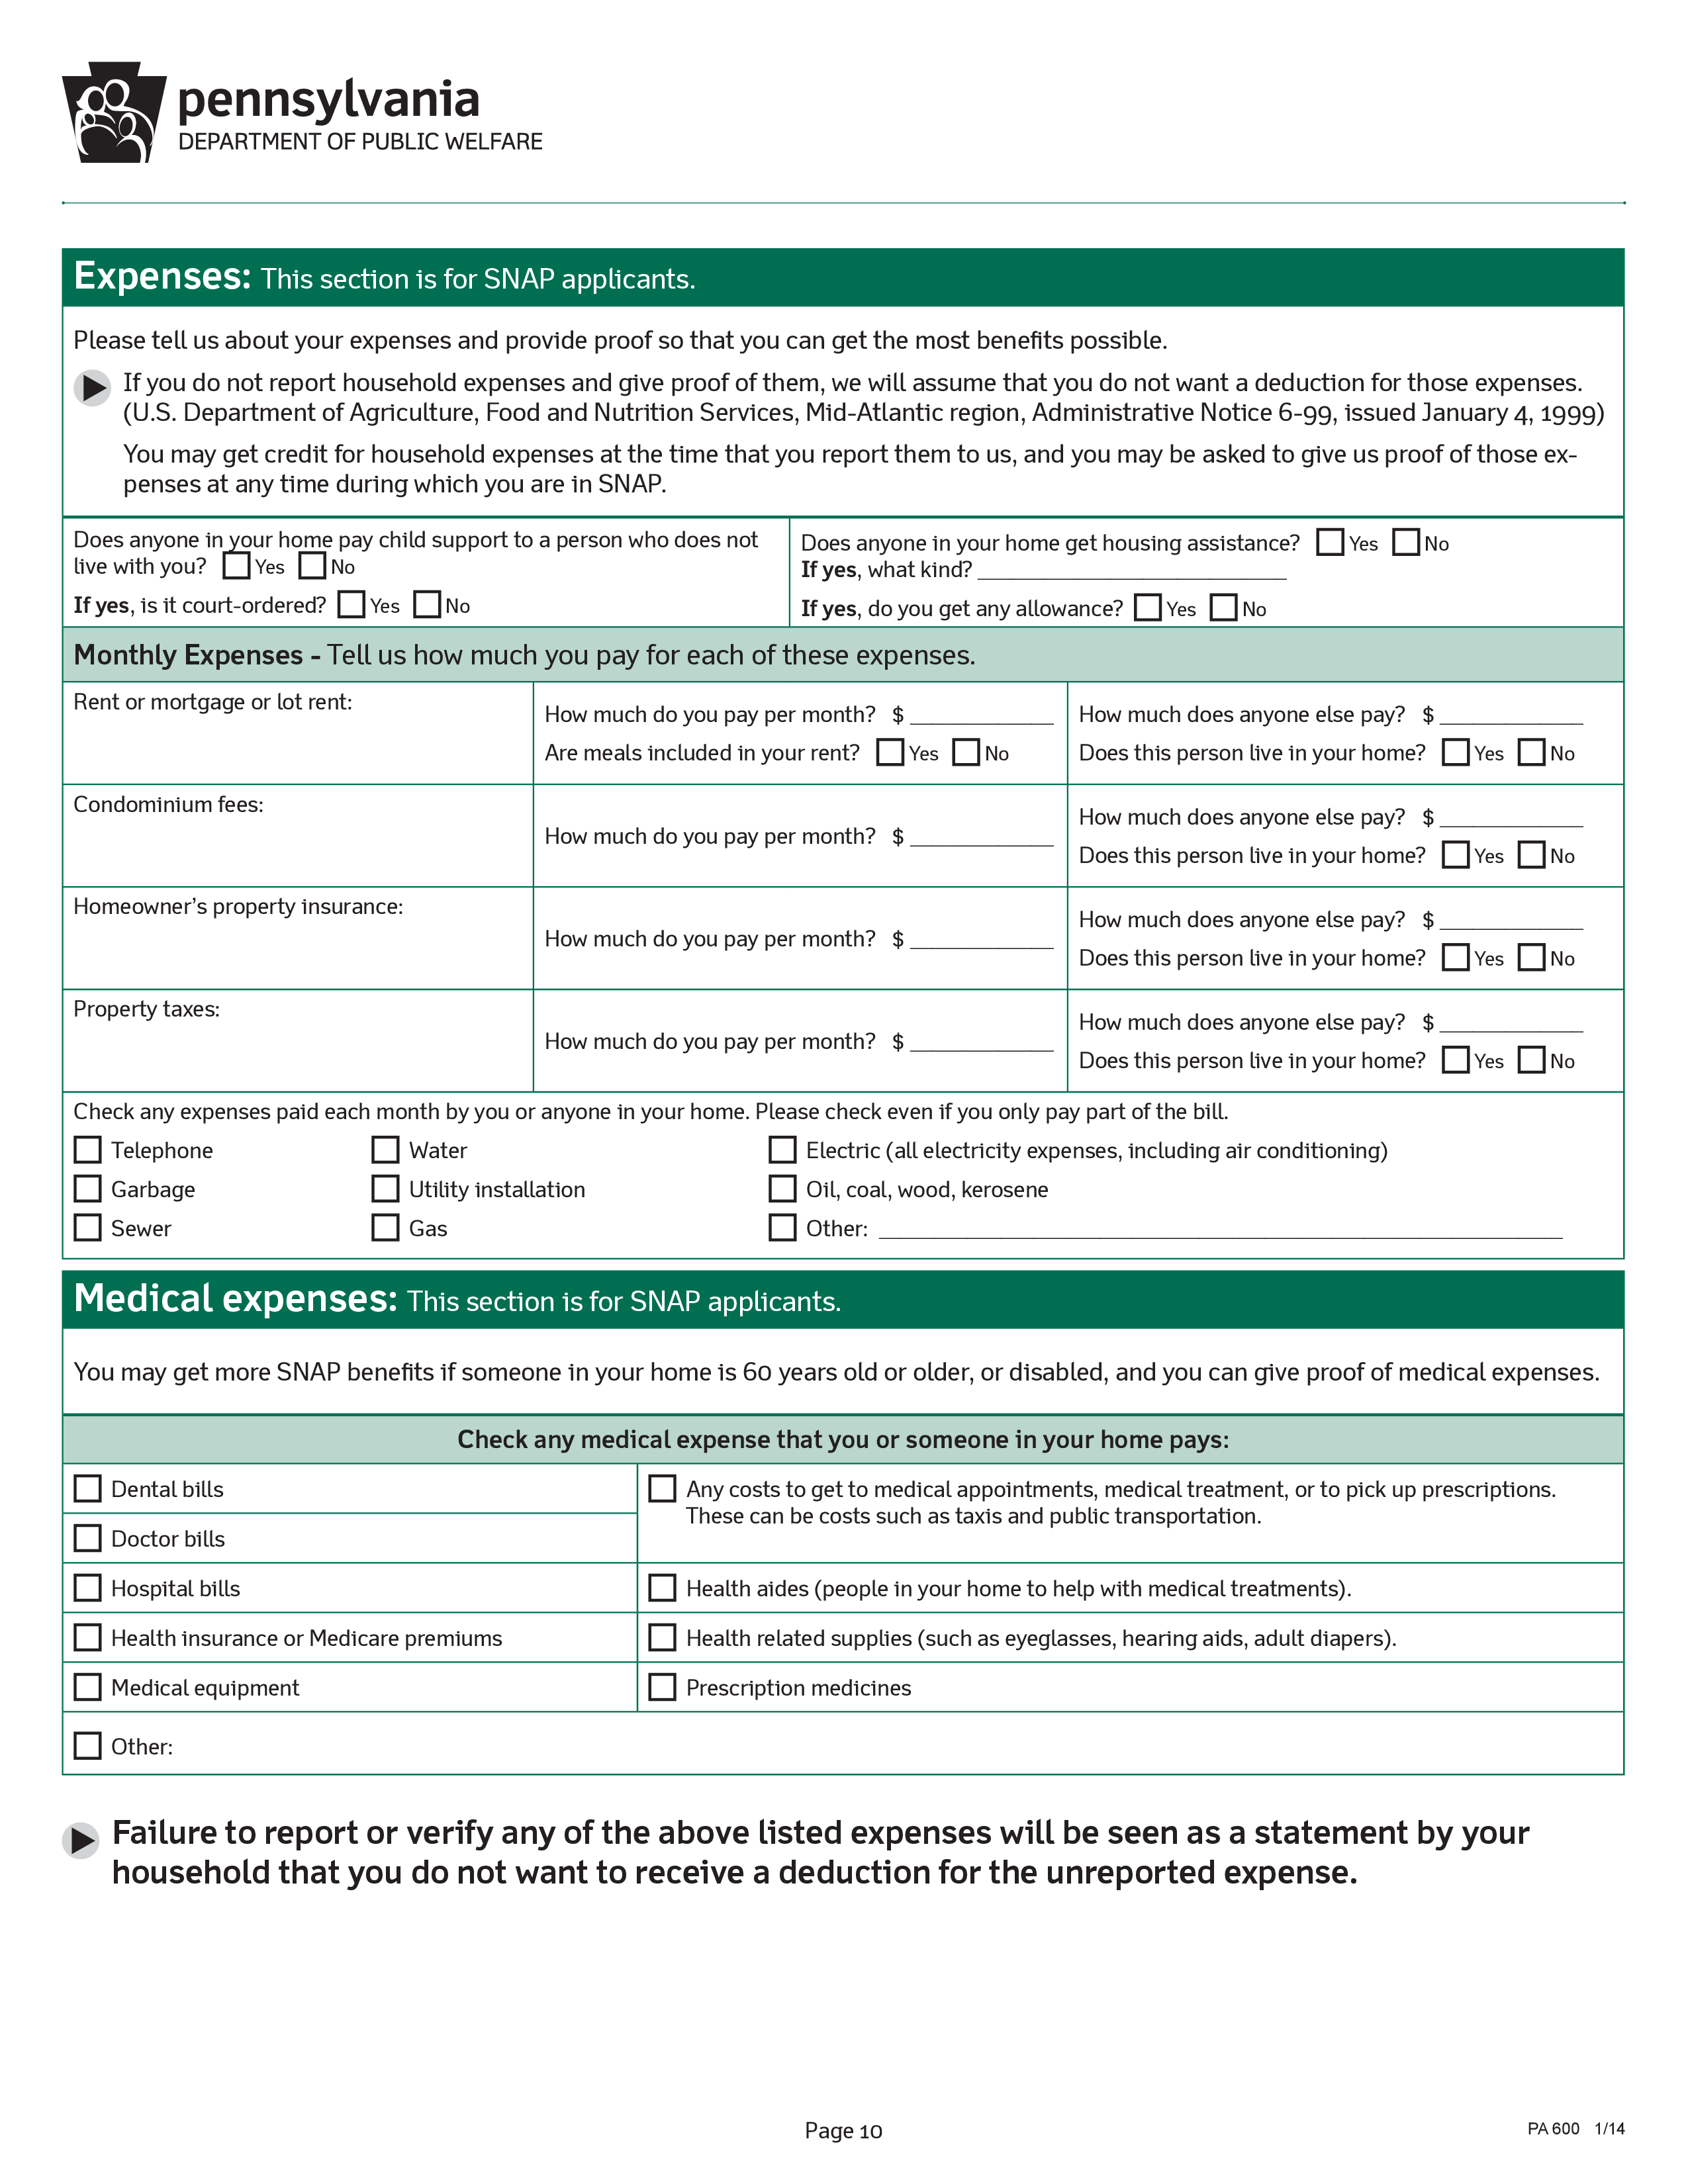 pennsylvania
DEPARTMENT OF PUBLIC WELFARE
Expenses: This section is for SNAP applicants.
Please tell us about your expenses and provide proof so that you can get the most benefits possible.
If you do not report household expenses and give proof of them, we will assume that you do not want a deduction for those expenses.
(U.S. Department of Agriculture, Food and Nutrition Services, Mid-Atlantic region, Administrative Notice 6-99, issued January 4, 1999)
You may get credit for household expenses at the time that you report them to us, and you may be asked to give us proof of those ex-
penses at any time during which you are in SNAP.
Does anyone in your home pay child support to a person who does not
live with you? Yes No
If yes, is it court-ordered? Yes No
Does anyone in your home get housing assistance? Yes No
If yes, what kind? ____________________
If yes, do you get any allowance? Yes No
Monthly Expenses - Tell us how much you pay for each of these expenses.
Rent or mortgage or lot rent:
How much do you pay per month? $ __________
Are meals included in your rent? Yes No
How much does anyone else pay? $ __________
Does this person live in your home? Yes No
Condominium fees:
How much do you pay per month? $ __________
How much does anyone else pay? $ __________
Does this person live in your home? Yes No
Homeowner’s property insurance:
How much do you pay per month? $ __________
How much does anyone else pay? $ __________
Does this person live in your home? Yes No
Property taxes:
How much do you pay per month? $ __________
How much does anyone else pay? $ __________
Does this person live in your home? Yes No
Check any expenses paid each month by you or anyone in your home. Please check even if you only pay part of the bill.
Telephone Water Electric (all electricity expenses, including air conditioning)
Garbage Utility installation Oil, coal, wood, kerosene
Sewer Gas Other: ____________________
Medical expenses: This section is for SNAP applicants.
You may get more SNAP benefits if someone in your home is 60 years old or older, or disabled, and you can give proof of medical expenses.
Check any medical expense that you or someone in your home pays:
Dental bills
Any costs to get to medical appointments, medical treatment, or to pick up prescriptions.
These can be costs such as taxis and public transportation.
Doctor bills
Hospital bills
Health aides (people in your home to help with medical treatments).
Health insurance or Medicare premiums
Health related supplies (such as eyeglasses, hearing aids, adult diapers).
Medical equipment
Prescription medicines
Other:
Failure to report or verify any of the above listed expenses will be seen as a statement by your
household that you do not want to receive a deduction for the unreported expense.
Page 10
PA 600 1/14